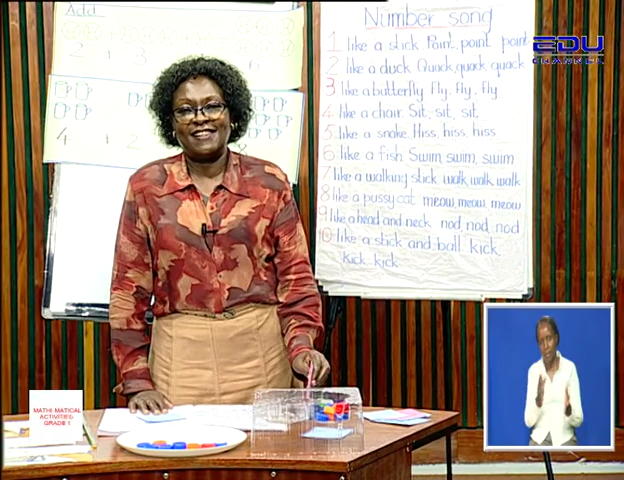 Add
2 + 6
4 + 2
Number song
1 like a stick Point, point point
2 like a duck Quack, quack, quack
3 like a butterfly fly, fly, fly
4 like a chair. Sit, sit, sit,
5 like a snake. Hiss, hiss, hiss
6 like a fish Swim, swim, swim
7 like a walking stick walk, walk, walk
8 like a pussy cat meow, meow, meow
9 like a head and neck nod, nod, nod
10 like a stick and ball kick
kick kick
EDU
CHANNEL
MATHEMATICAL
ACTIVITIES
GRADE 1